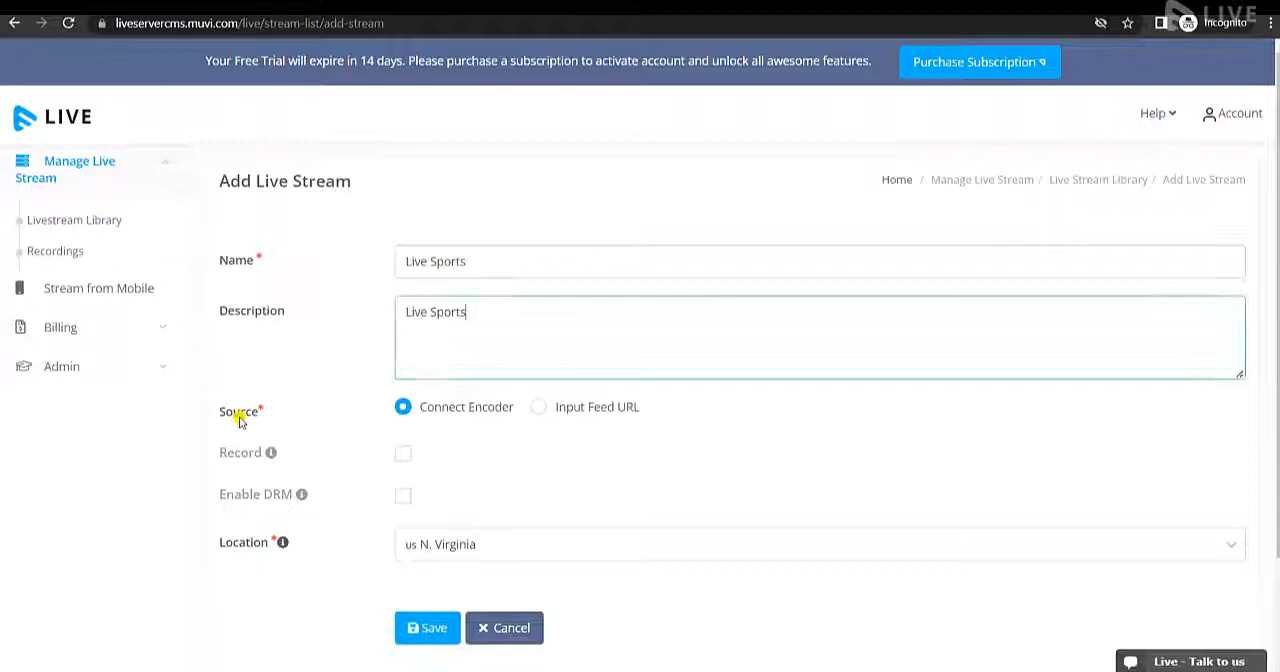 liveservercms.muvi.com/live/stream-list/add-stream
Incognito
LIVE
Your Free Trial will expire in 14 days. Please purchase a subscription to activate account and unlock all awesome features.
Purchase Subscription
LIVE
Help
Account
Manage Live Stream
Livestream Library
Recordings
Stream from Mobile
Billing
Admin
Add Live Stream
Home / Manage Live Stream / Live Stream Library / Add Live Stream
Name *
Live Sports
Description
Live Sports
Source*
Connect Encoder
Input Feed URL
Record
Enable DRM
Location *
us N. Virginia
Save
Cancel
Live - Talk to us